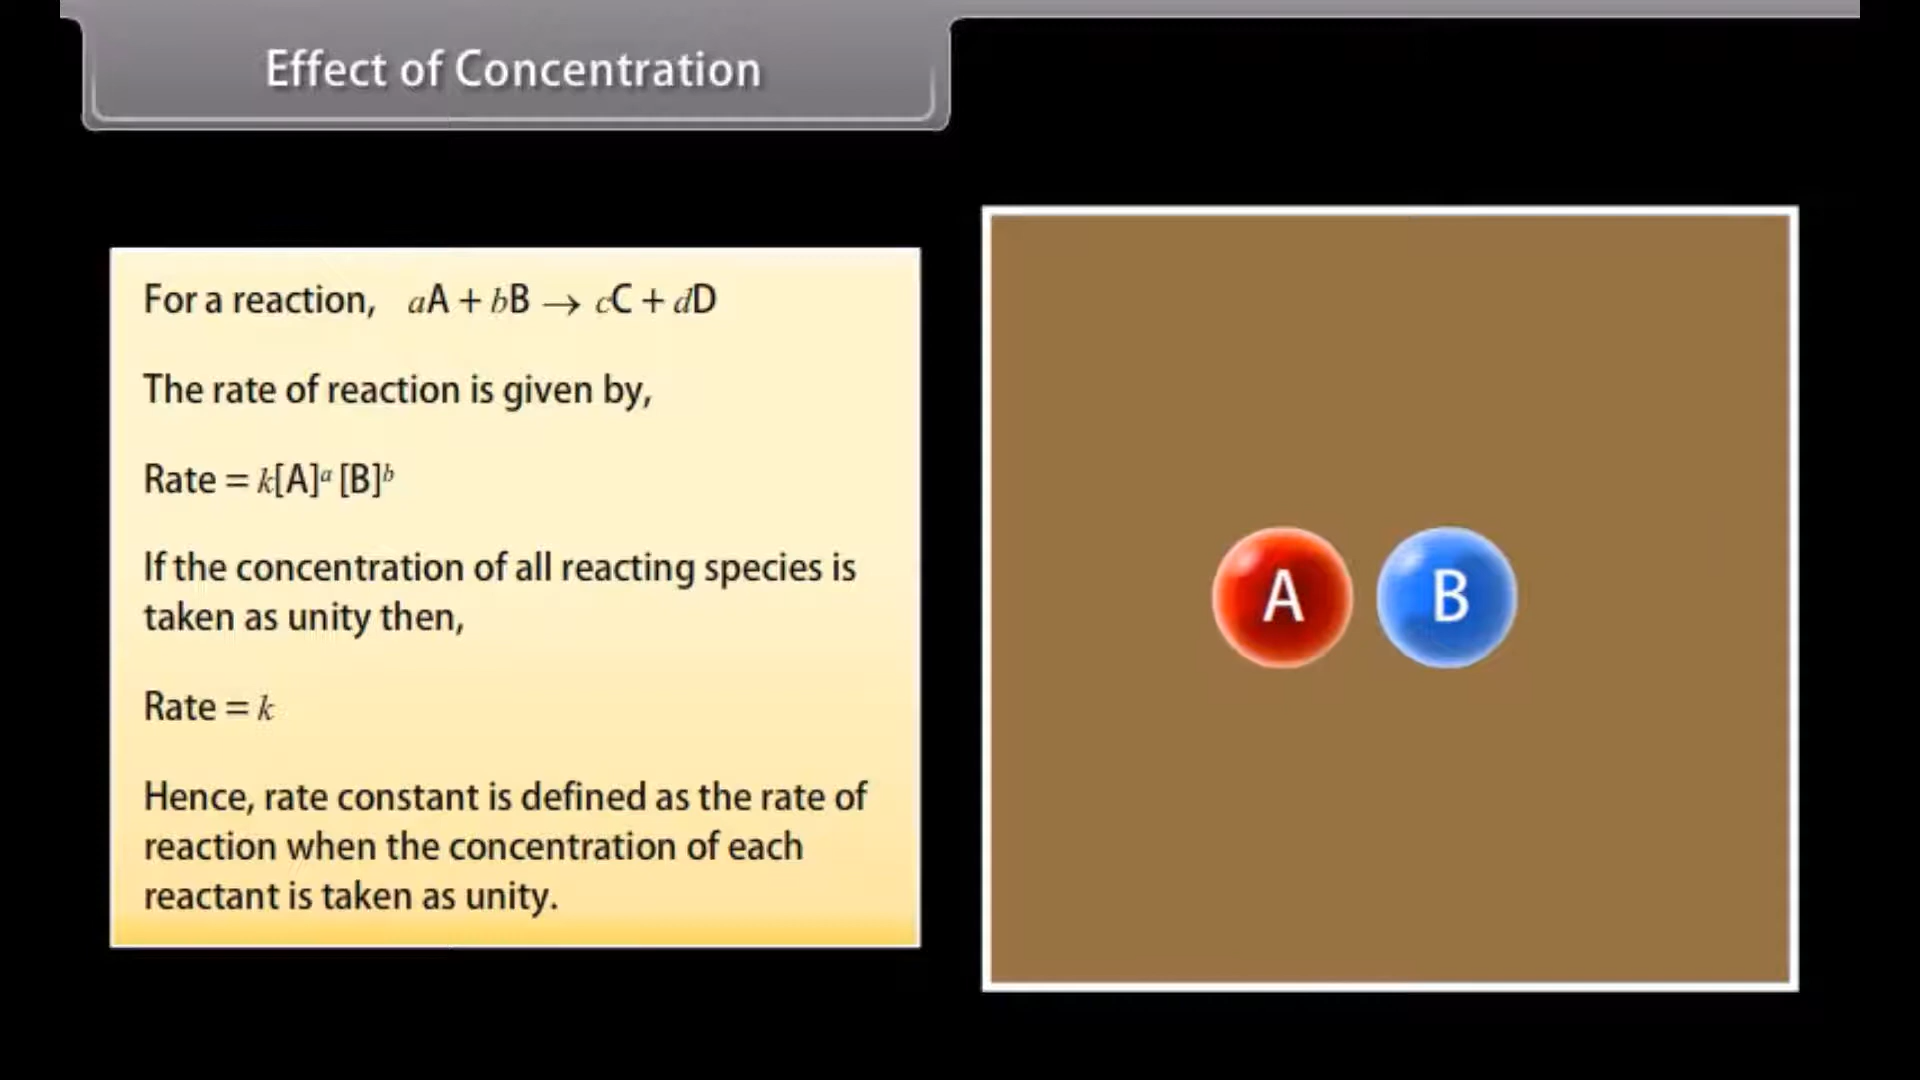 Effect of Concentration
For a reaction, aA + bB → cC + dD
The rate of reaction is given by,
Rate = k[A]ᵃ [B]ᵇ
If the concentration of all reacting species is
taken as unity then,
Rate = k
Hence, rate constant is defined as the rate of
reaction when the concentration of each
reactant is taken as unity.
A B